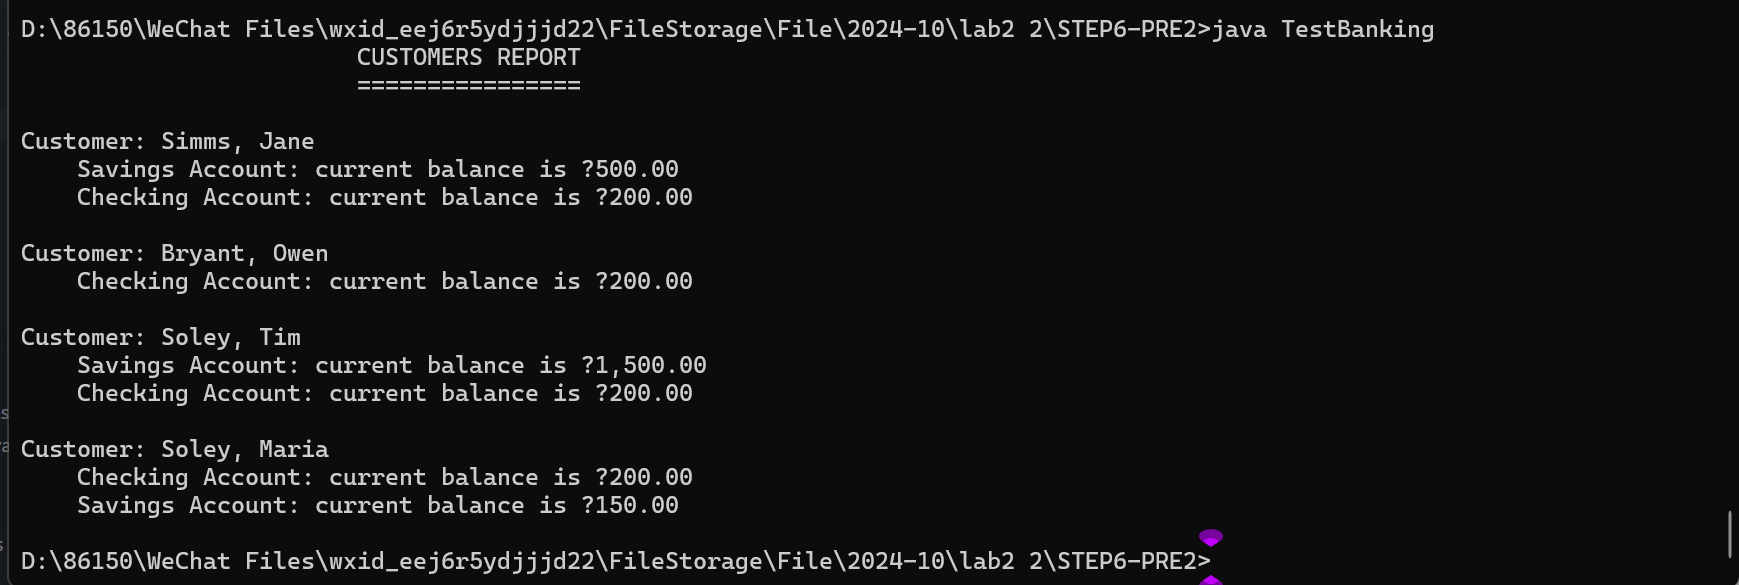 D:\86150\WeChat Files\wxid_eej6r5ydjjjd22\FileStorage\File\2024-10\lab2 2\STEP6-PRE2>java TestBanking
CUSTOMERS REPORT
================
Customer: Simms, Jane
Savings Account: current balance is ?500.00
Checking Account: current balance is ?200.00
Customer: Bryant, Owen
Checking Account: current balance is ?200.00
Customer: Soley, Tim
Savings Account: current balance is ?1,500.00
Checking Account: current balance is ?200.00
Customer: Soley, Maria
Checking Account: current balance is ?200.00
Savings Account: current balance is ?150.00
D:\86150\WeChat Files\wxid_eej6r5ydjjjd22\FileStorage\File\2024-10\lab2 2\STEP6-PRE2>